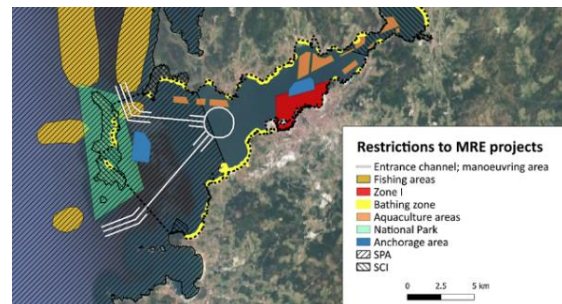 Restrictions to MRE projects
Entrance channel; manoeuvring area
Fishing areas
Zone I
Bathing zone
Aquaculture areas
National Park
Anchorage area
SPA
SCI
0 2.5 5 km